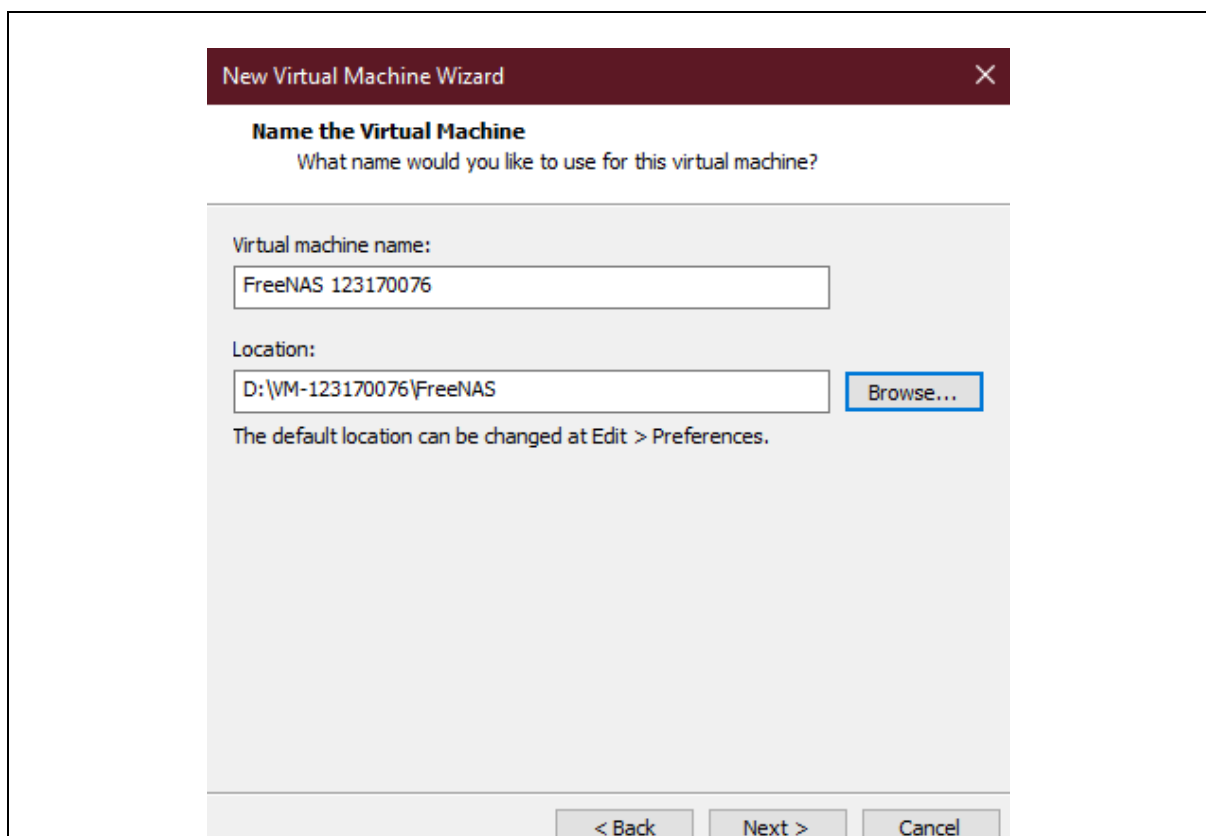 New Virtual Machine Wizard
Name the Virtual Machine
What name would you like to use for this virtual machine?
Virtual machine name:
FreeNAS 123170076
Location:
D:\VM-123170076\FreeNAS
Browse...
The default location can be changed at Edit > Preferences.
< Back Next > Cancel